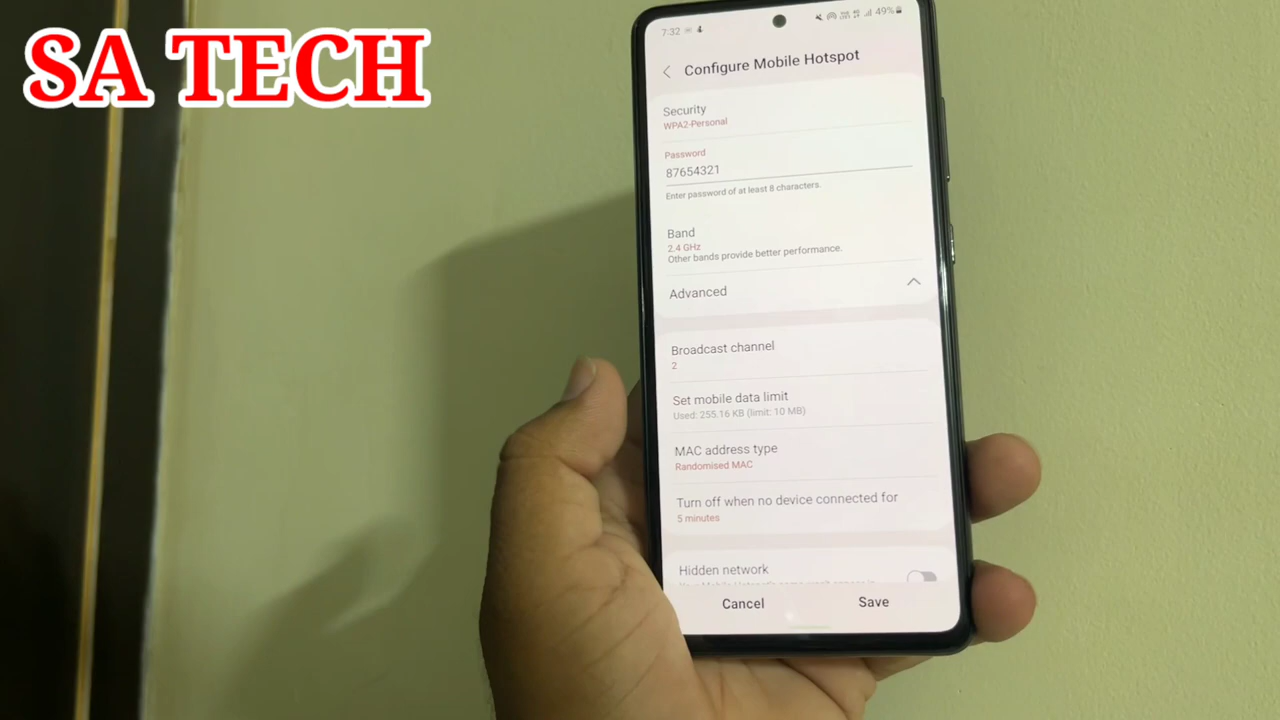 SA TECH
7:32
49%
Configure Mobile Hotspot
Security
WPA2-Personal
Password
87654321
Enter password of at least 8 characters.
Band
2.4 GHz
Other bands provide better performance.
Advanced
Broadcast channel
2
Set mobile data limit
Used: 255.16 KB (limit: 10 MB)
MAC address type
Randomised MAC
Turn off when no device connected for
5 minutes
Hidden network
Cancel
Save